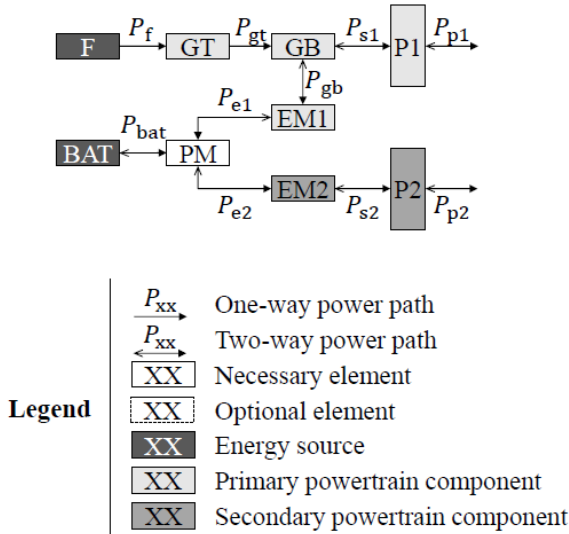 P_f P_gt P_s1 P_p1
F GT GB P1
P_gb
P_e1
EM1
P_bat
BAT PM
EM2 P2
P_e2 P_s2 P_p2
P_xx One-way power path
P_xx Two-way power path
XX Necessary element
Legend XX Optional element
XX Energy source
XX Primary powertrain component
XX Secondary powertrain component